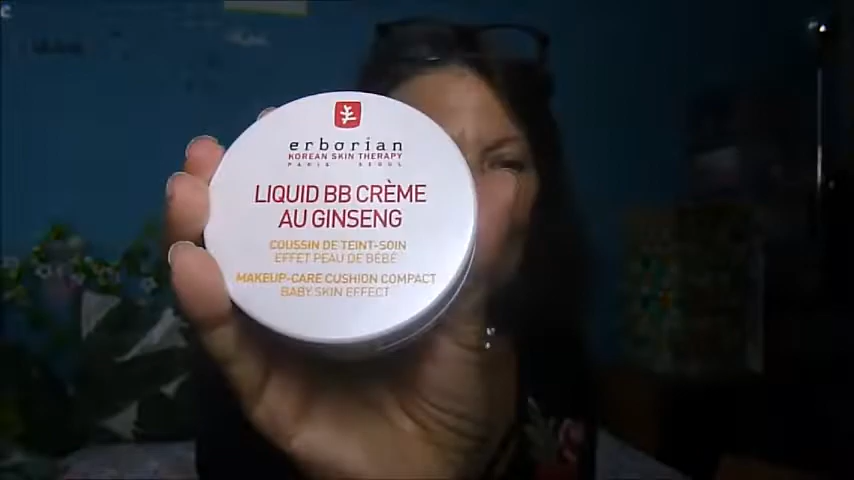 erborian
KOREAN SKIN THERAPY
PARIS SEOUL
LIQUID BB CRÈME
AU GINSENG
COUSSIN DE TEINT-SOIN
EFFET PEAU DE BÉBÉ
MAKEUP-CARE CUSHION COMPACT
BABY SKIN EFFECT